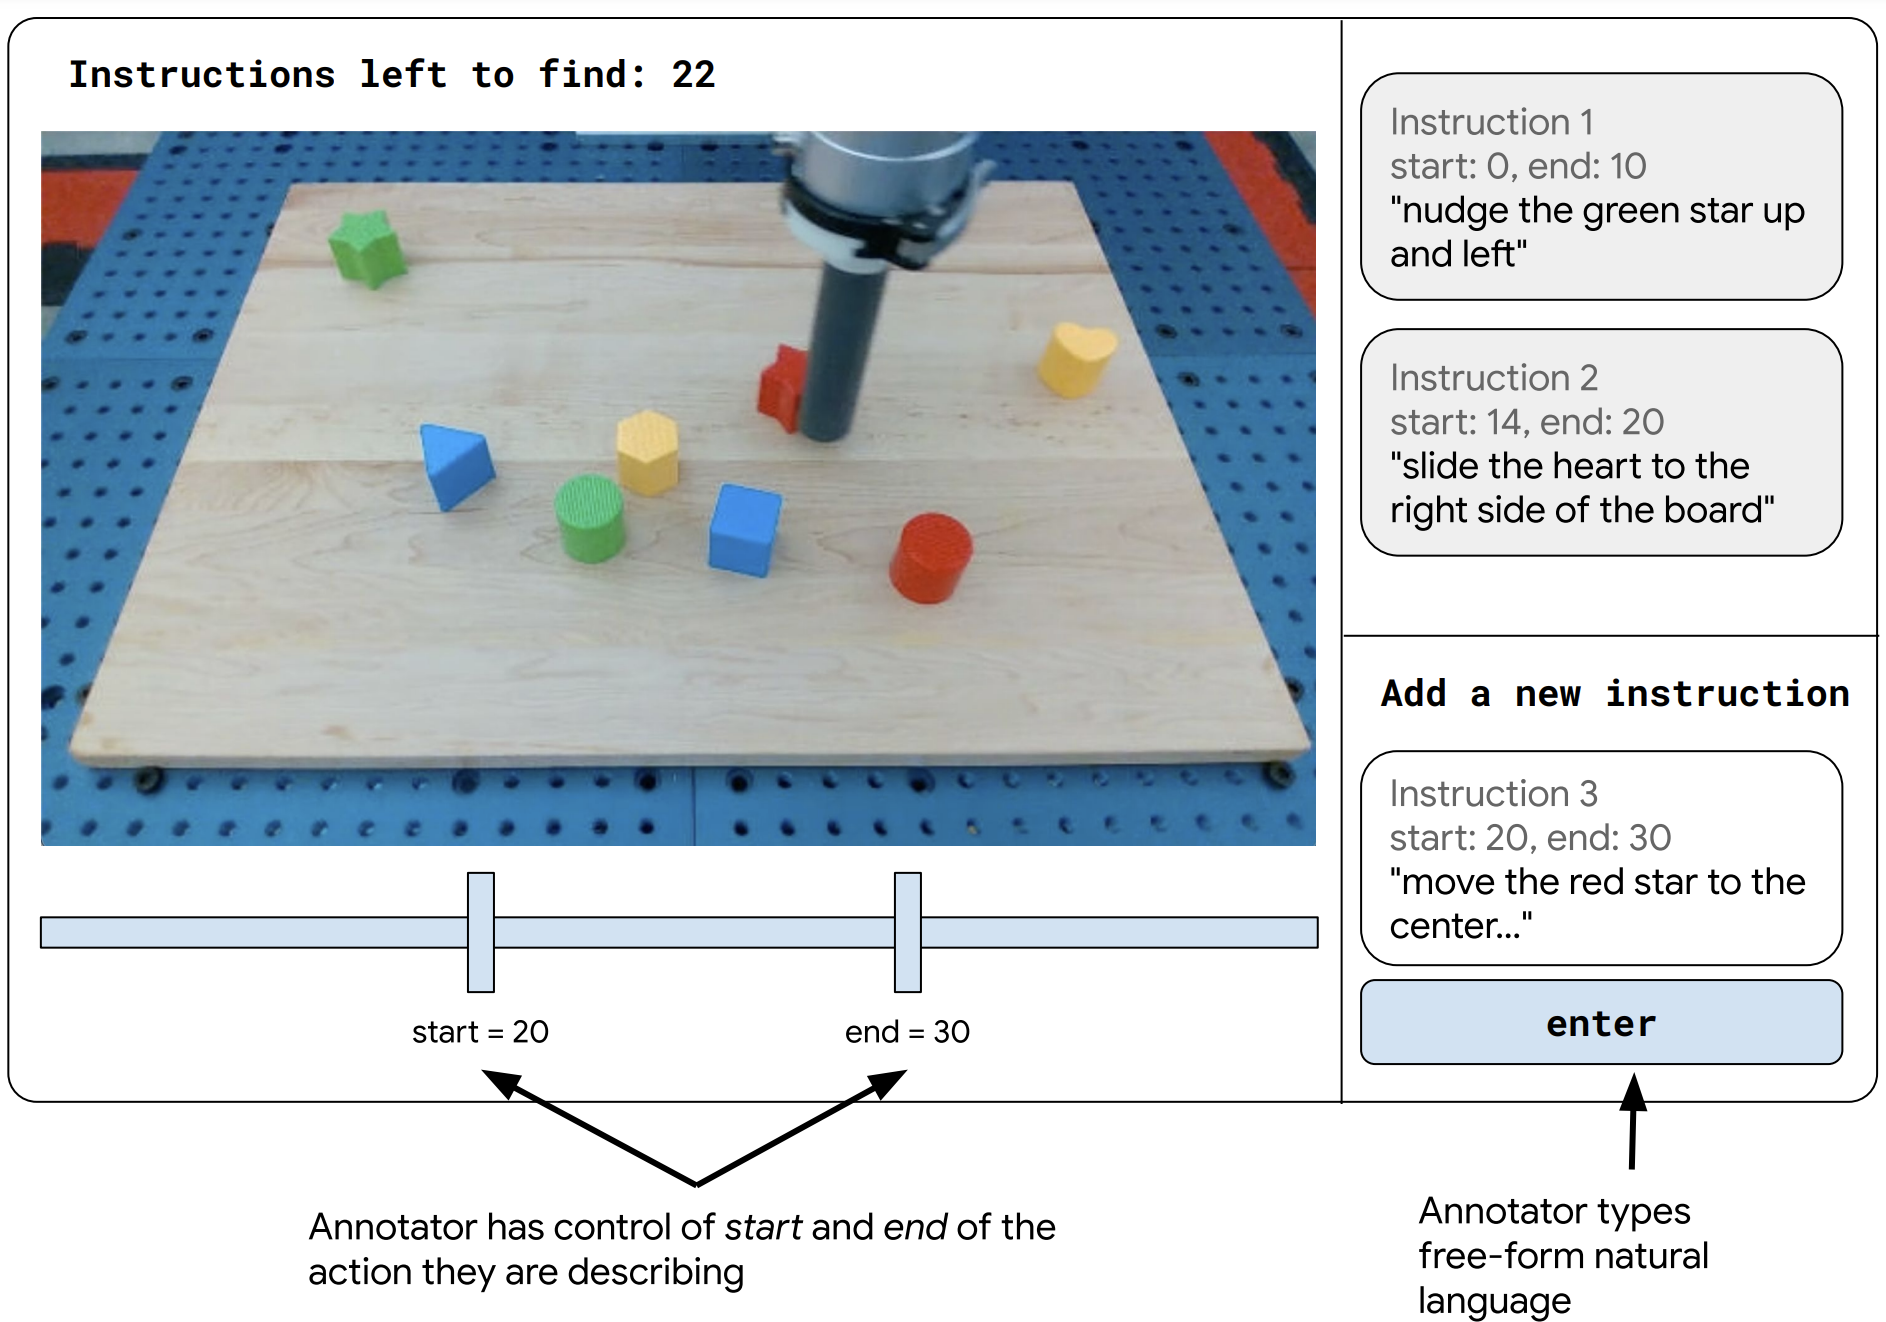 Instructions left to find: 22
Instruction 1
start: 0, end: 10
"nudge the green star up
and left"
Instruction 2
start: 14, end: 20
"slide the heart to the
right side of the board"
Add a new instruction
Instruction 3
start: 20, end: 30
"move the red star to the
center..."
enter
start = 20
end = 30
Annotator has control of start and end of the
action they are describing
Annotator types
free-form natural
language